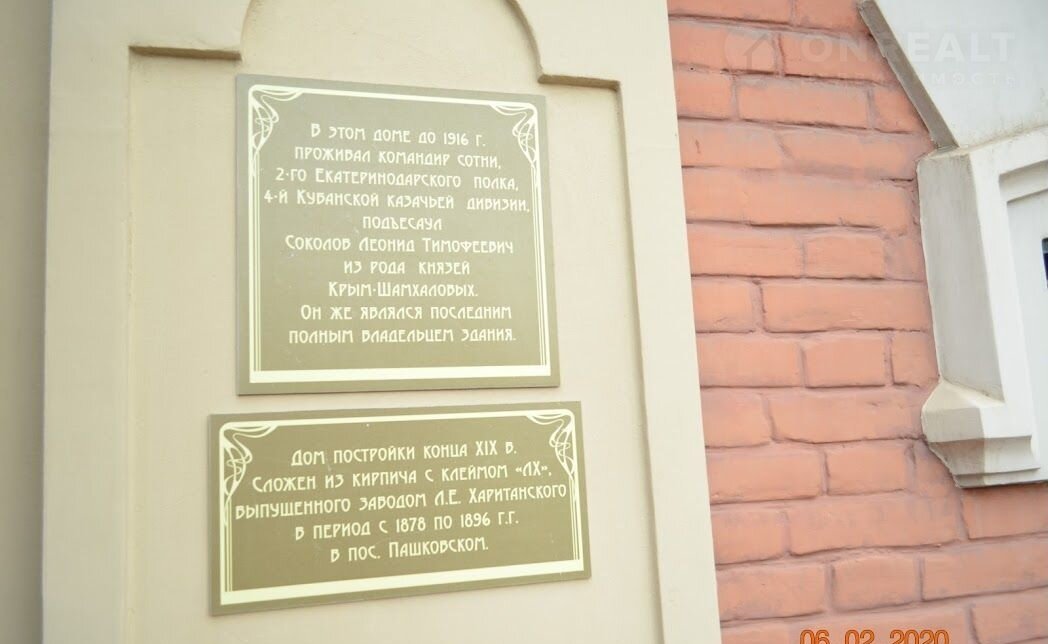 В этом доме до 1916 г.
проживал командир сотни,
2-го Екатеринодарского полка,
4-й Кубанской казачьей дивизии,
подъесаул
Соколов Леонид Тимофеевич
из рода князей
Крым-Шамхаловых.
Он же являлся последним
полным владельцем здания.
Дом постройки конца XIX в.
Сложен из кирпича с клеймом «ЛХ»,
выпущенного заводом Л.Е. Хаританского
в период с 1878 по 1896 г.г.
в пос. Пашковском.
06 02 2020